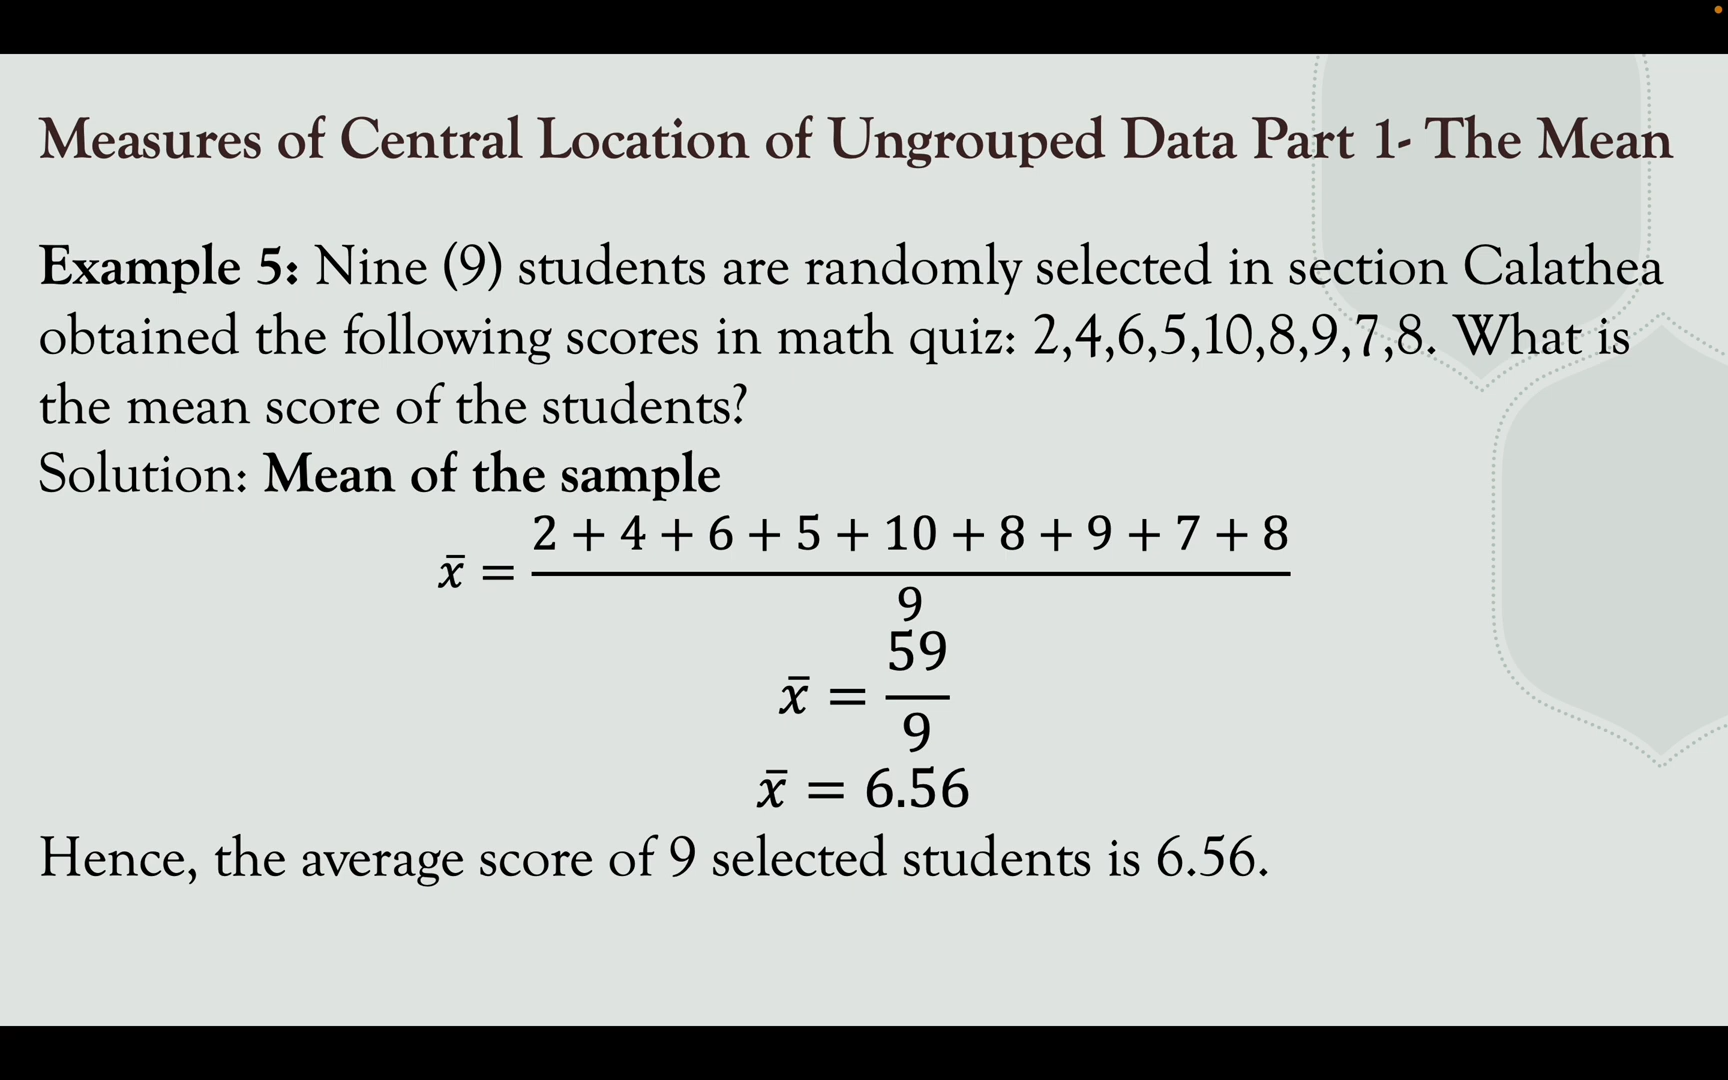 Measures of Central Location of Ungrouped Data Part 1- The Mean
Example 5: Nine (9) students are randomly selected in section Calathea
obtained the following scores in math quiz: 2,4,6,5,10,8,9,7,8. What is
the mean score of the students?
Solution: Mean of the sample
x̄ = (2 + 4 + 6 + 5 + 10 + 8 + 9 + 7 + 8) / 9
x̄ = 59 / 9
x̄ = 6.56
Hence, the average score of 9 selected students is 6.56.